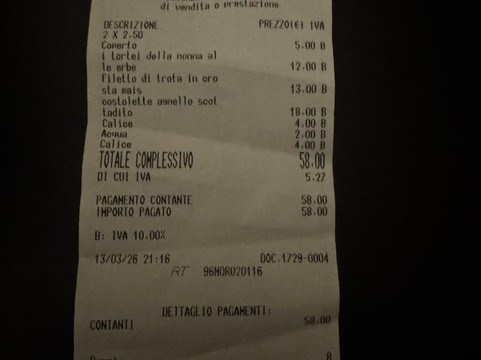 di vendita o prestazione
DESCRIZIONE PREZZO(€) IVA
2 X 2.50
Coperto 5.00 B
i tortei della nonna al
le erbe 12.00 B
filetto di trota in cro
sta mais 13.00 B
costolette agnello scot
tadito 18.00 B
Calice 4.00 B
Acqua 2.00 B
Calice 4.00 B
TOTALE COMPLESSIVO 58.00
DI CUI IVA 5.27
PAGAMENTO CONTANTE 58.00
IMPORTO PAGATO 58.00
B: IVA 10.00%
13/03/26 21:16 DOC.1729-0004
RT 96MOR020116
DETTAGLIO PAGAMENTI:
CONTANTI 58.00